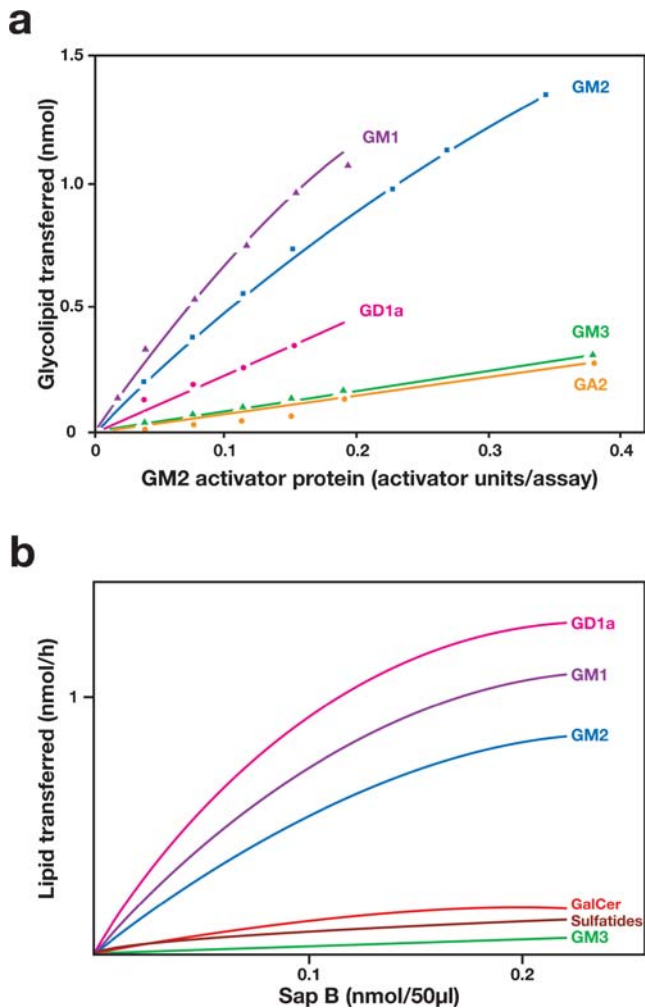 a
1.5
1.0
0.5
0
Glycolipid transferred (nmol)
GM1
GM2
GD1a
GM3
GA2
0
0.1
0.2
0.3
0.4
GM2 activator protein (activator units/assay)
b
1
Lipid transferred (nmol/h)
GD1a
GM1
GM2
GalCer
Sulfatides
GM3
0.1
0.2
Sap B (nmol/50µl)